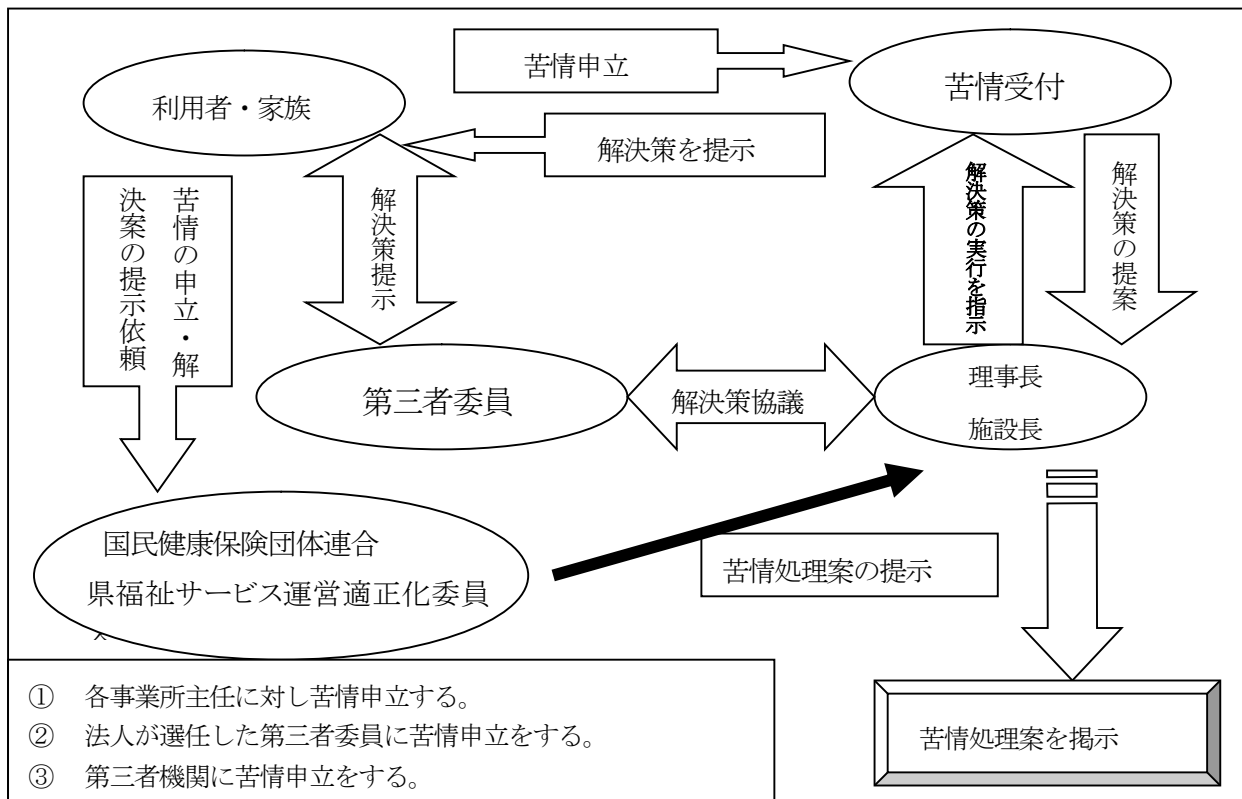 苦情申立
苦情受付
利用者・家族
解決策を提示
苦情の申立・解
決案の提示依頼
解決策提示
解決策の実行を指示
解決策の提案
第三者委員
解決策協議
理事長
施設長
国民健康保険団体連合
県福祉サービス運営適正化委員
苦情処理案の提示
① 各事業所主任に対し苦情申立する。
② 法人が選任した第三者委員に苦情申立をする。
③ 第三者機関に苦情申立をする。
苦情処理案を掲示